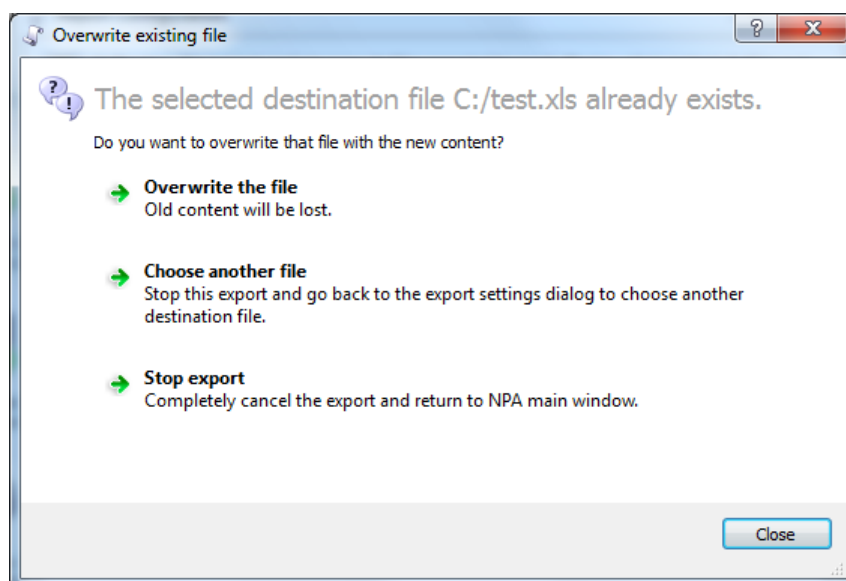 Overwrite existing file
The selected destination file C:/test.xls already exists.
Do you want to overwrite that file with the new content?
Overwrite the file
Old content will be lost.
Choose another file
Stop this export and go back to the export settings dialog to choose another
destination file.
Stop export
Completely cancel the export and return to NPA main window.
Close